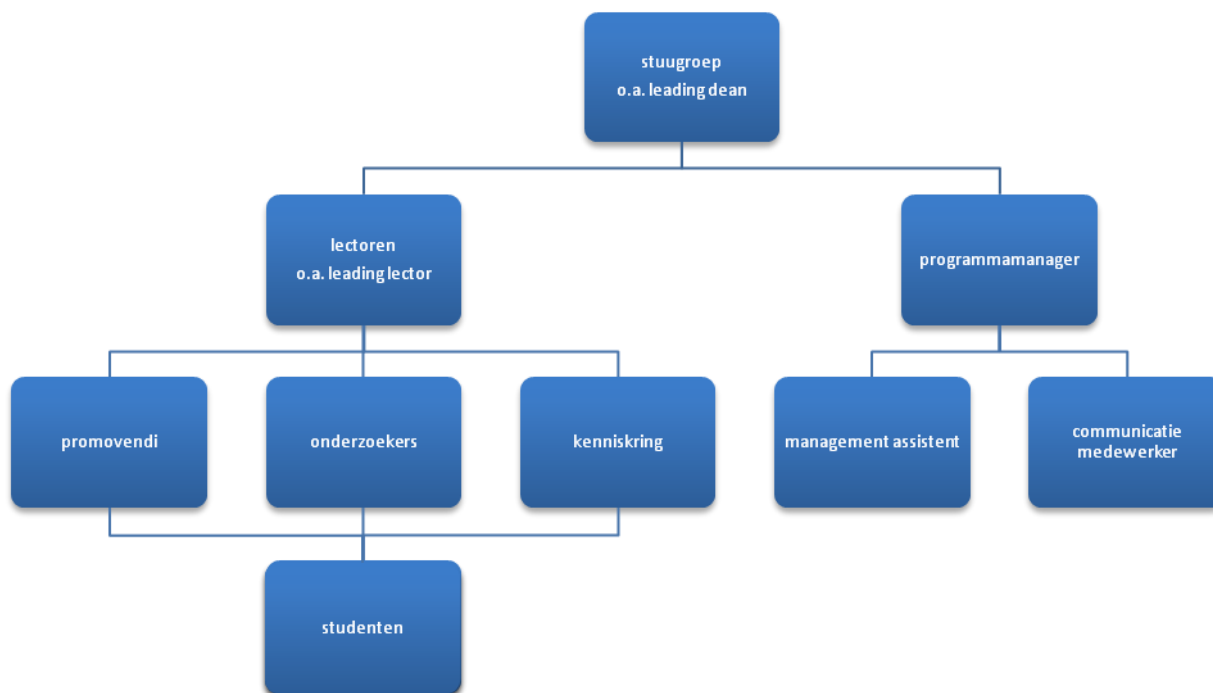 stuugroep
o.a. leading dean
lectoren
o.a. leading lector
programmamanager
promovendi
onderzoekers
kenniskring
management assistent
communicatie
medewerker
studenten